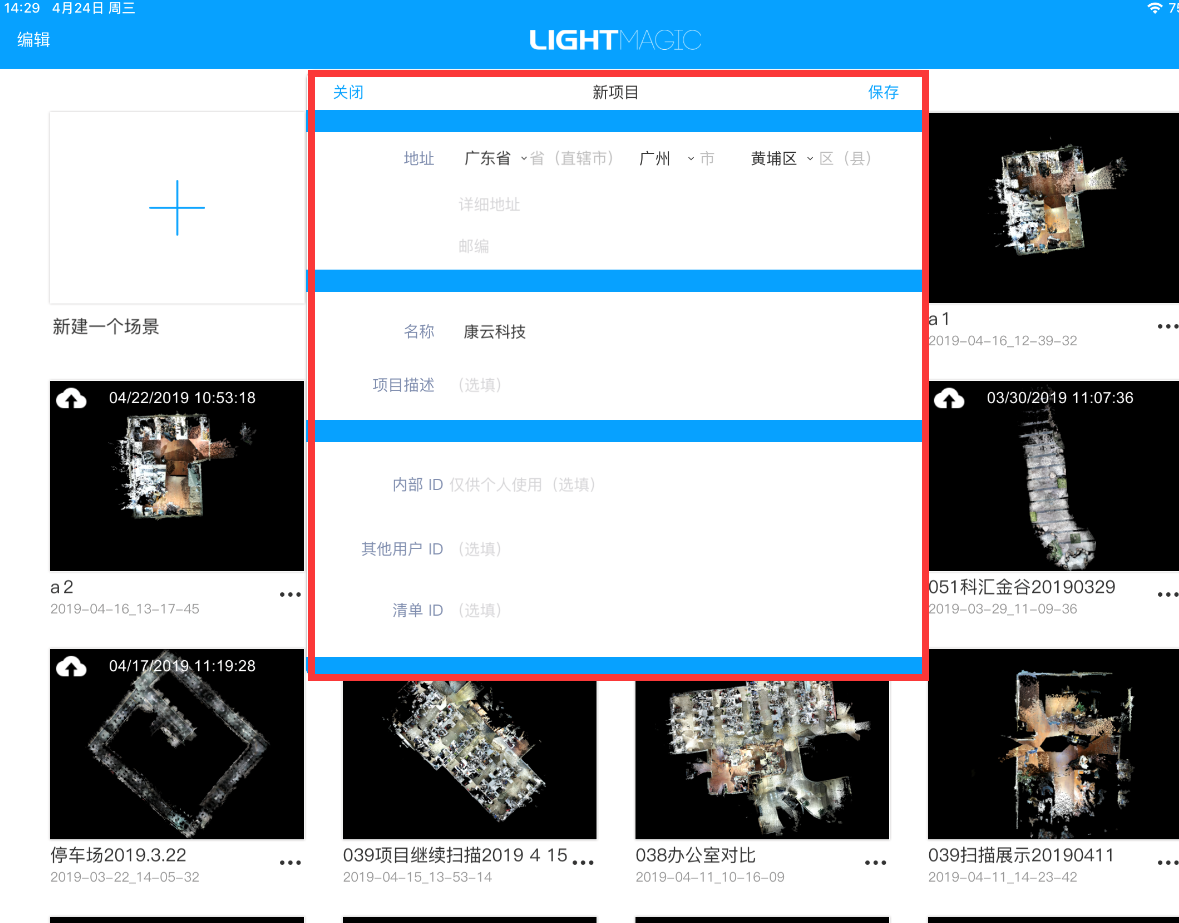 14:29 4月24日 周三
75
编辑
LIGHTMAGIC
关闭 新项目 保存
地址 广东省 省（直辖市） 广州 市 黄埔区 区（县）
详细地址
邮编
名称 康云科技
项目描述 （选填）
内部 ID 仅供个人使用（选填）
其他用户 ID （选填）
清单 ID （选填）
新建一个场景
a1
2019-04-16_12-39-32
04/22/2019 10:53:18
a2
2019-04-16_13-17-45
03/30/2019 11:07:36
051科汇金谷20190329
2019-03-29_11-09-36
04/17/2019 11:19:28
停车场2019.3.22
2019-03-22_14-05-32
039项目继续扫描2019 4 15
2019-04-15_13-53-14
038办公室对比
2019-04-11_10-16-09
039扫描展示20190411
2019-04-11_14-23-42